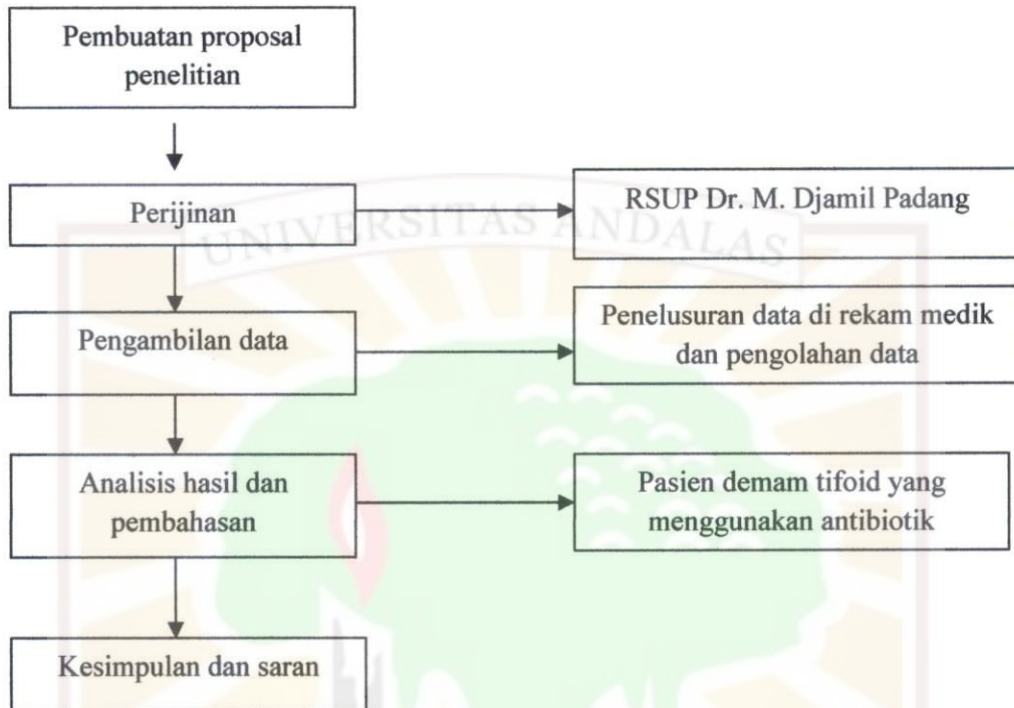 Pembuatan proposal
penelitian
Perijinan
RSUP Dr. M. Djamil Padang
UNIVERSITAS ANDALAS
Pengambilan data
Penelusuran data di rekam medik
dan pengolahan data
Analisis hasil dan
pembahasan
Pasien demam tifoid yang
menggunakan antibiotik
Kesimpulan dan saran